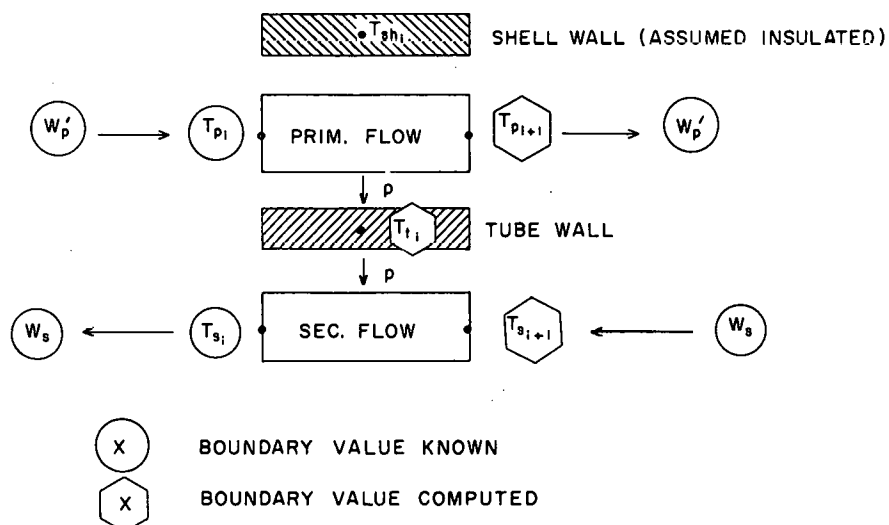 T_sh_i SHELL WALL (ASSUMED INSULATED)
W_p' T_p_i PRIM. FLOW T_p_i+1 W_p'
p
T_t_i TUBE WALL
p
W_s T_s_i SEC. FLOW T_s_i+1 W_s
X BOUNDARY VALUE KNOWN
X BOUNDARY VALUE COMPUTED